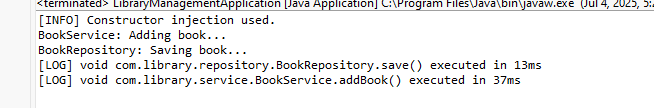 <terminated> LibraryManagementApplication [Java Application] C:\Program Files\Java\bin\javaw.exe (Jul 4, 2025, 5:2
[INFO] Constructor injection used.
BookService: Adding book...
BookRepository: Saving book...
[LOG] void com.library.repository.BookRepository.save() executed in 13ms
[LOG] void com.library.service.BookService.addBook() executed in 37ms